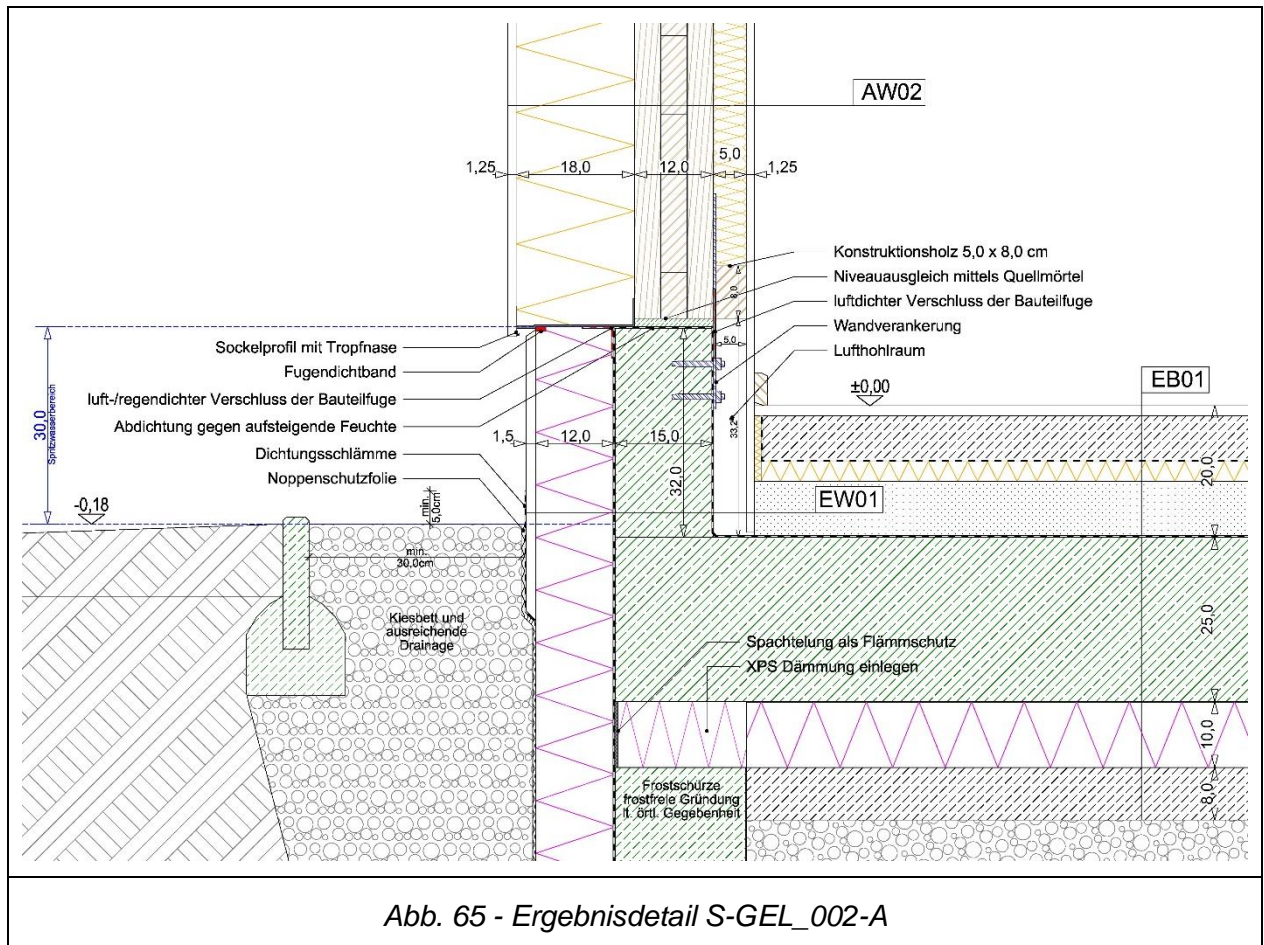 AW02
1,25
18,0
12,0
5,0
1,25
Konstruktionsholz 5,0 x 8,0 cm
Niveauausgleich mittels Quellmörtel
luftdichter Verschluss der Bauteilfuge
Wandverankerung
Lufthohlraum
8,0
5,0
33,2
±0,00
EB01
Sockelprofil mit Tropfnase
Fugendichtband
luft-/regendichter Verschluss der Bauteilfuge
Abdichtung gegen aufsteigende Feuchte
Dichtungsschlämme
Noppenschutzfolie
30,0
Spritzwasserbereich
1,5
12,0
15,0
32,0
20,0
EW01
-0,18
min.
5,0cm
min.
30,0cm
Kiesbett und
ausreichende
Drainage
25,0
Spachtelung als Flämmschutz
XPS Dämmung einlegen
10,0
8,0
Frostschürze
frostfreie Gründung
lt. örtl. Gegebenheit
Abb. 65 - Ergebnisdetail S-GEL_002-A